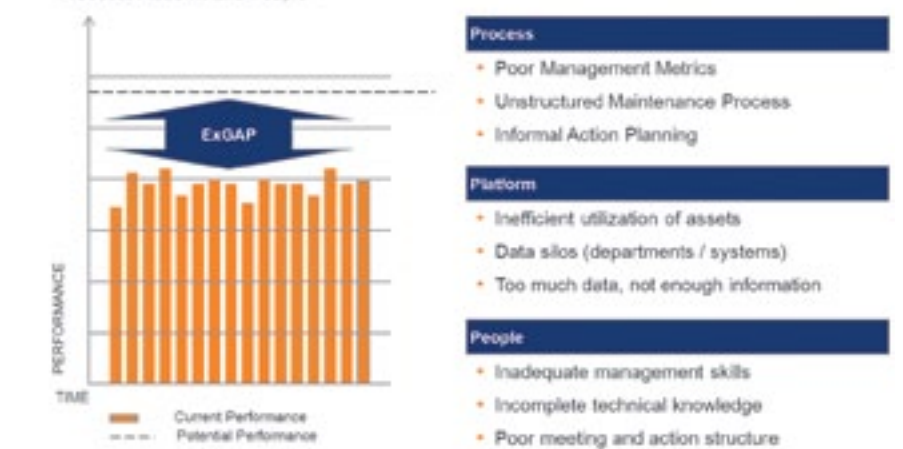 ExGAP
PERFORMANCE
TIME
Current Performance
Potential Performance
Process
• Poor Management Metrics
• Unstructured Maintenance Process
• Informal Action Planning
Platform
• Inefficient utilization of assets
• Data silos (departments / systems)
• Too much data, not enough information
People
• Inadequate management skills
• Incomplete technical knowledge
• Poor meeting and action structure